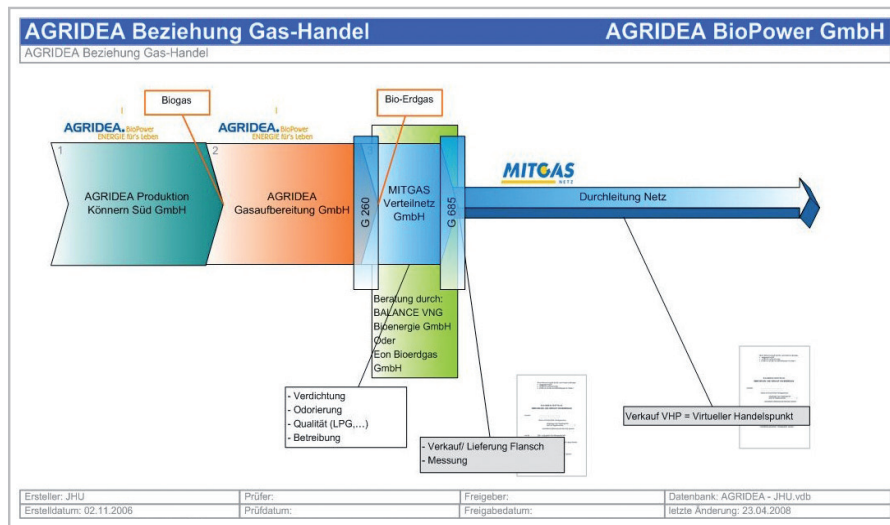 AGRIDEA Beziehung Gas-Handel
AGRIDEA BioPower GmbH
AGRIDEA Beziehung Gas-Handel
Biogas
Bio-Erdgas
AGRIDEA. BioPower
ENERGIE für's Leben
AGRIDEA. BioPower
ENERGIE für's Leben
1
2
AGRIDEA Produktion
Könnern Süd GmbH
AGRIDEA
Gasaufbereitung GmbH
G 260
MITGAS
Verteilnetz
GmbH
G 685
MITGAS
NETZ
Durchleitung Netz
Beratung durch:
BALANCE VNG
Bioenergie GmbH
Oder
Eon Bioerdgas
GmbH
- Verdichtung
- Odorierung
- Qualität (LPG,...)
- Betreibung
- Verkauf/ Lieferung Flansch
- Messung
Verkauf VHP = Virtueller Handelspunkt
Ersteller: JHU
Prüfer:
Freigeber:
Datenbank: AGRIDEA - JHU.vdb
Erstelldatum: 02.11.2006
Prüfdatum:
Freigabedatum:
letzte Änderung: 23.04.2008